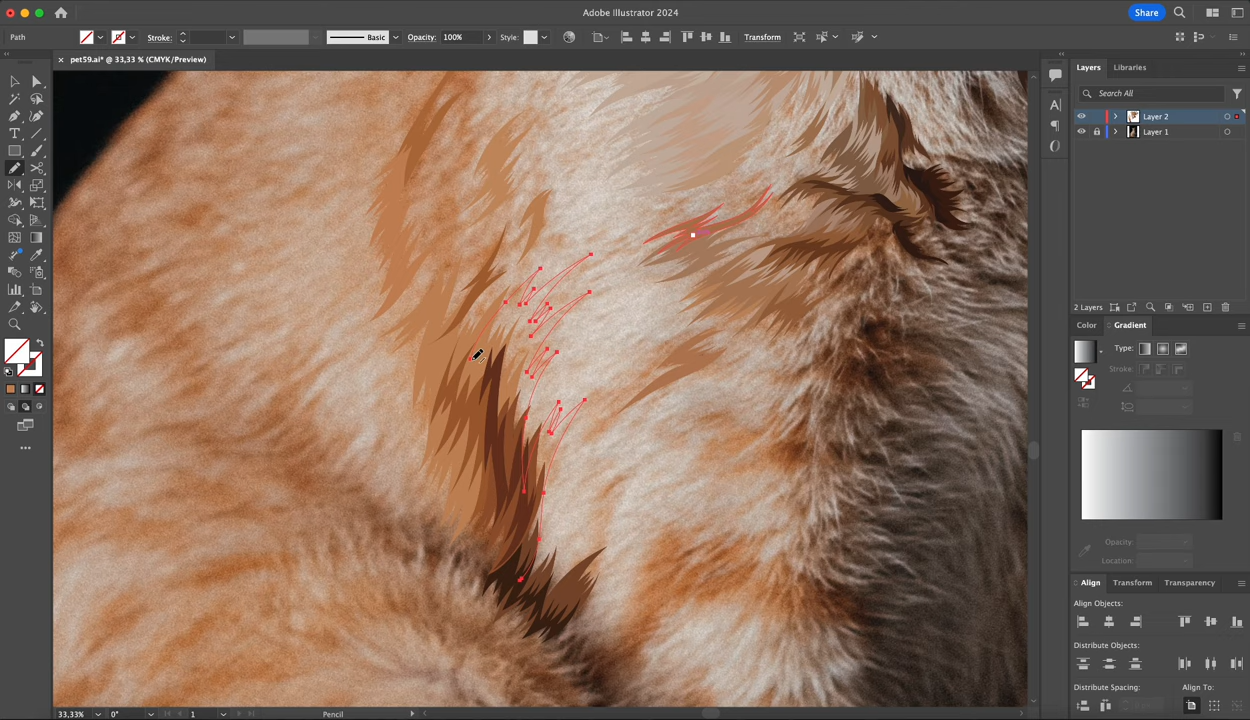 Adobe Illustrator 2024
Share
Path
Stroke:
Basic
Opacity:
100%
Style:
Transform
× pet59.ai* @ 33,33 % (CMYK/Preview)
Layers
Libraries
Search All
Layer 2
Layer 1
2 Layers
Color
Gradient
Type:
Stroke:
Opacity:
Location:
Align
Transform
Transparency
Align Objects:
Distribute Objects:
Distribute Spacing:
Align To:
33,33%
0°
1
Pencil